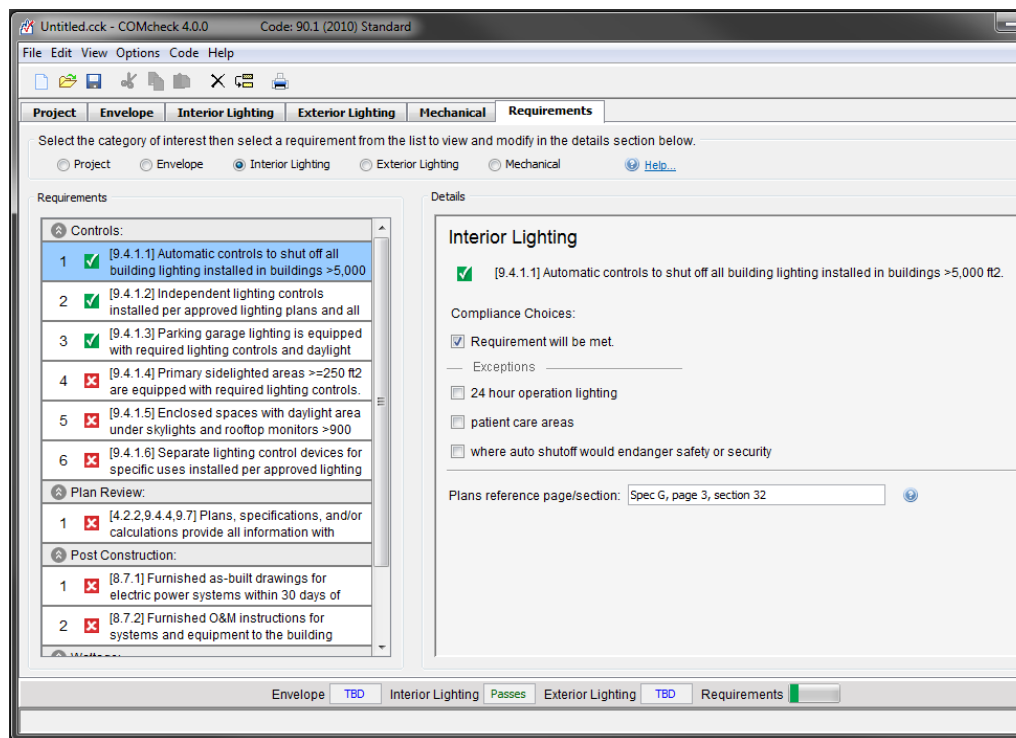 Untitled.cck - COMcheck 4.0.0 Code: 90.1 (2010) Standard
File Edit View Options Code Help
Project Envelope Interior Lighting Exterior Lighting Mechanical Requirements
Select the category of interest then select a requirement from the list to view and modify in the details section below.
Project Envelope Interior Lighting Exterior Lighting Mechanical Help...
Requirements
Controls:
1 [9.4.1.1] Automatic controls to shut off all
building lighting installed in buildings >5,000
2 [9.4.1.2] Independent lighting controls
installed per approved lighting plans and all
3 [9.4.1.3] Parking garage lighting is equipped
with required lighting controls and daylight
4 [9.4.1.4] Primary sidelighted areas >=250 ft2
are equipped with required lighting controls.
5 [9.4.1.5] Enclosed spaces with daylight area
under skylights and rooftop monitors >900
6 [9.4.1.6] Separate lighting control devices for
specific uses installed per approved lighting
Plan Review:
1 [4.2.2,9.4.4,9.7] Plans, specifications, and/or
calculations provide all information with
Post Construction:
1 [8.7.1] Furnished as-built drawings for
electric power systems within 30 days of
2 [8.7.2] Furnished O&M instructions for
systems and equipment to the building
Details
Interior Lighting
[9.4.1.1] Automatic controls to shut off all building lighting installed in buildings >5,000 ft2.
Compliance Choices:
Requirement will be met.
Exceptions
24 hour operation lighting
patient care areas
where auto shutoff would endanger safety or security
Plans reference page/section: Spec G, page 3, section 32
Envelope TBD Interior Lighting Passes Exterior Lighting TBD Requirements